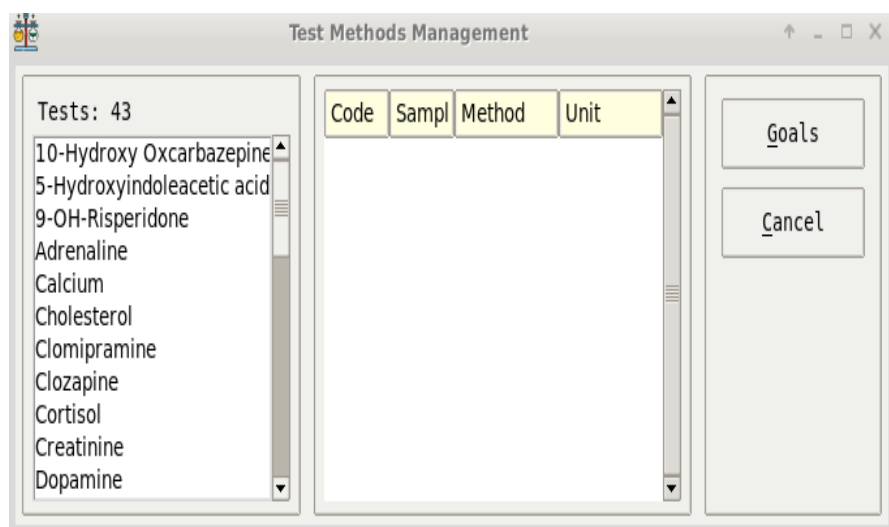 Test Methods Management
Tests: 43
10-Hydroxy Oxcarbazepine
5-Hydroxyindoleacetic acid
9-OH-Risperidone
Adrenaline
Calcium
Cholesterol
Clomipramine
Clozapine
Cortisol
Creatinine
Dopamine
Code Sampl Method Unit
Goals
Cancel